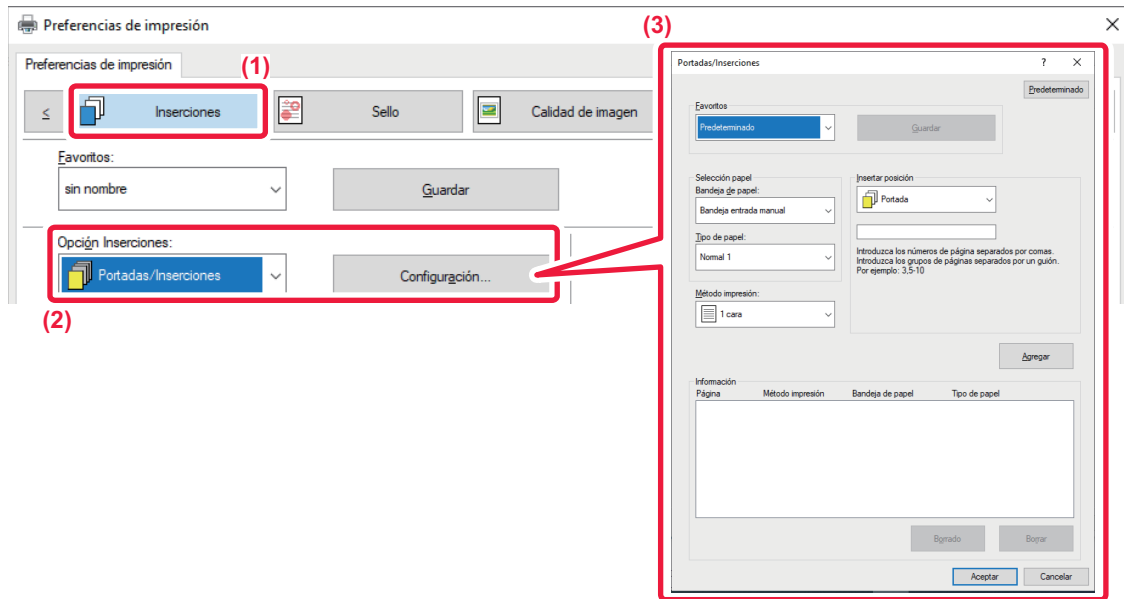 Preferencias de impresión
Preferencias de impresión
(1)
<
Inserciones
Sello
Calidad de imagen
Favoritos:
sin nombre
Guardar
Opción Inserciones:
Portadas/Inserciones
Configuración...
(2)
(3)
Portadas/Inserciones
?
Predeterminado
Favoritos
Predeterminado
Guardar
Selección papel
Bandeja de papel:
Bandeja entrada manual
Tipo de papel:
Normal 1
Insertar posición
Portada
Introduzca los números de página separados por comas.
Introduzca los grupos de páginas separados por un guión.
Por ejemplo: 3,5-10
Método impresión:
1 cara
Agregar
Información
Página Método impresión Bandeja de papel Tipo de papel
Borrado Borrar
Aceptar Cancelar